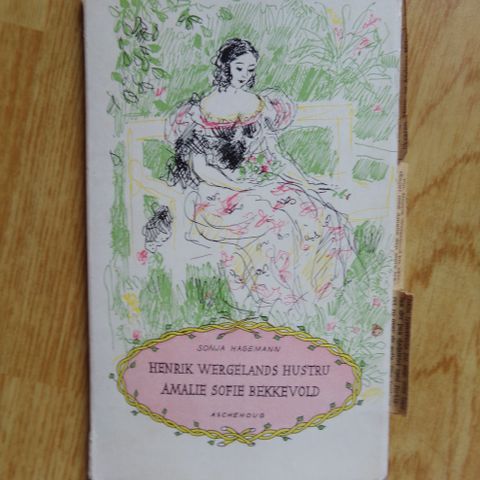 SONJA HAGEMANN
HENRIK WERGELANDS HUSTRU
AMALIE SOFIE BEKKEVOLD
ASCHEHOUG